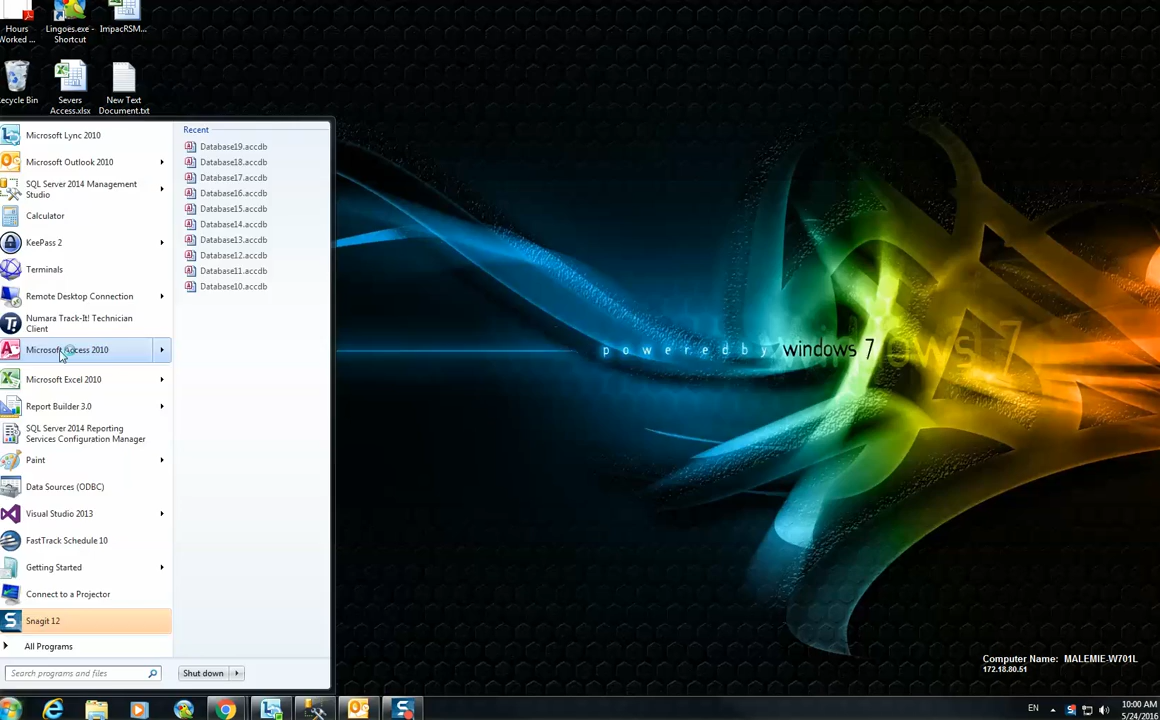 Hours
Worked ...
Lingoes.exe -
Shortcut
ImpacRSM...
Recycle Bin
Severs
Access.xlsx
New Text
Document.txt
Microsoft Lync 2010
Microsoft Outlook 2010
SQL Server 2014 Management
Studio
Calculator
KeePass 2
Terminals
Remote Desktop Connection
Numara Track-It! Technician
Client
Microsoft Access 2010
Microsoft Excel 2010
Report Builder 3.0
SQL Server 2014 Reporting
Services Configuration Manager
Paint
Data Sources (ODBC)
Visual Studio 2013
FastTrack Schedule 10
Getting Started
Connect to a Projector
Snagit 12
All Programs
Search programs and files
Recent
Database19.accdb
Database18.accdb
Database17.accdb
Database16.accdb
Database15.accdb
Database14.accdb
Database13.accdb
Database12.accdb
Database11.accdb
Database10.accdb
Shut down
powered by windows 7
Computer Name: MALEMIE-W701L
172.18.80.51
EN
10:00 AM
5/24/2016